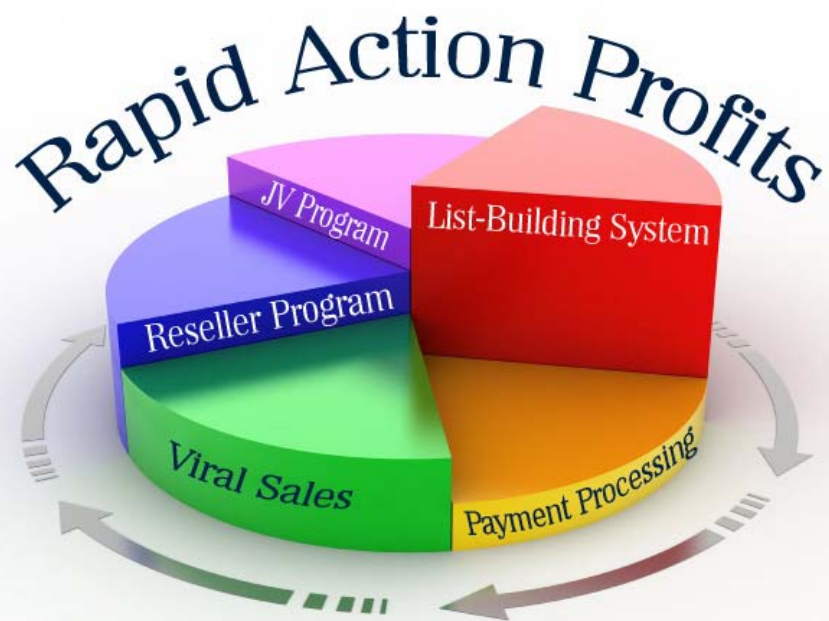 Rapid Action Profits
JV Program
List-Building System
Reseller Program
Viral Sales
Payment Processing